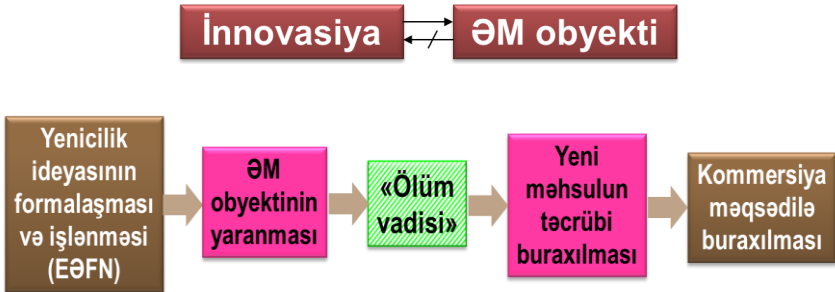 İnnovasiya
ƏM obyekti
Yenicilik
ideyasının
formalaşması
və işlənməsi
(EƏFN)
ƏM
obyektinin
yaranması
«Ölüm
vadisi»
Yeni
məhsulun
təcrübi
buraxılması
Kommersiya
məqsədilə
buraxılması